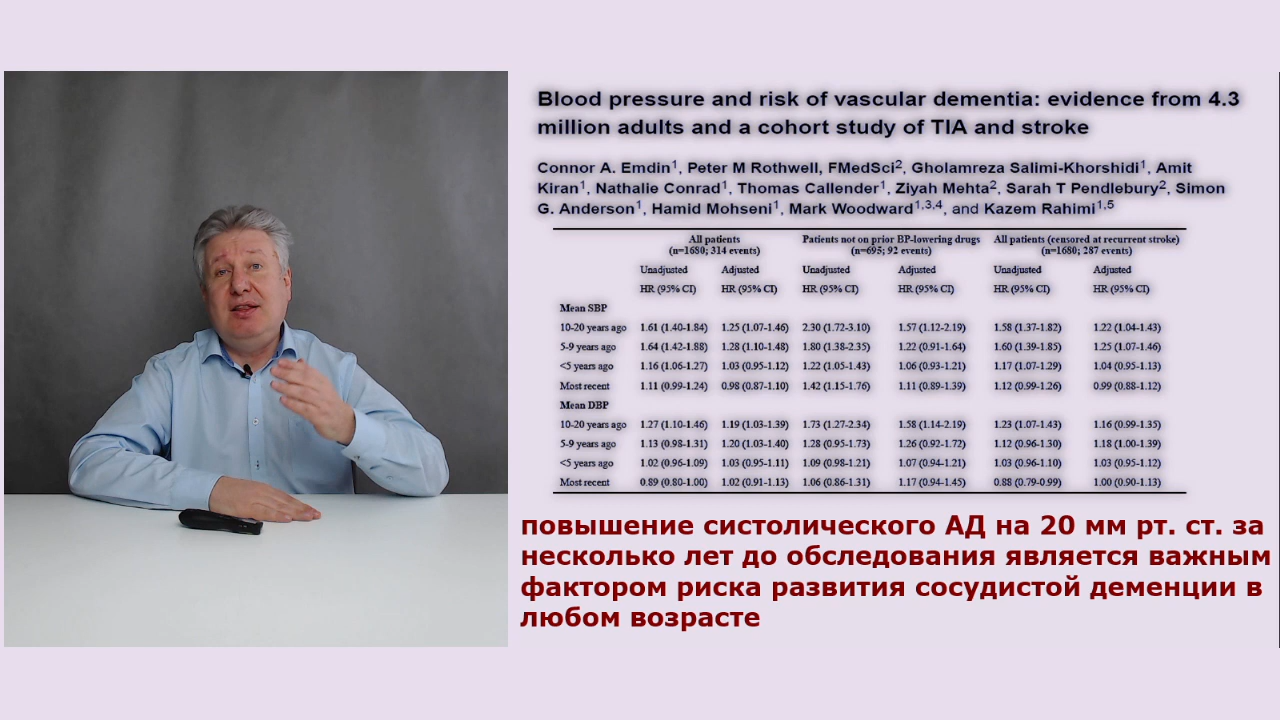 Blood pressure and risk of vascular dementia: evidence from 4.3
million adults and a cohort study of TIA and stroke
Connor A. Emdin1, Peter M Rothwell, FMedSci2, Gholamreza Salimi-Khorshidi1, Amit
Kiran1, Nathalie Conrad1, Thomas Callender1, Ziyah Mehta2, Sarah T Pendlebury2, Simon
G. Anderson1, Hamid Mohseni1, Mark Woodward1,3,4, and Kazem Rahimi1,5
All patients Patients not on prior BP-lowering drugs All patients (censored at recurrent stroke)
(n=1680; 314 events) (n=695; 92 events) (n=1680; 287 events)
Unadjusted Adjusted Unadjusted Adjusted Unadjusted Adjusted
HR (95% CI) HR (95% CI) HR (95% CI) HR (95% CI) HR (95% CI) HR (95% CI)
Mean SBP
10-20 years ago 1.61 (1.40-1.84) 1.25 (1.07-1.46) 2.30 (1.72-3.10) 1.57 (1.12-2.19) 1.58 (1.37-1.82) 1.22 (1.04-1.43)
5-9 years ago 1.64 (1.42-1.88) 1.28 (1.10-1.48) 1.80 (1.38-2.35) 1.22 (0.91-1.64) 1.60 (1.39-1.85) 1.25 (1.07-1.46)
<5 years ago 1.16 (1.06-1.27) 1.03 (0.95-1.12) 1.22 (1.05-1.43) 1.06 (0.93-1.21) 1.17 (1.07-1.29) 1.04 (0.95-1.13)
Most recent 1.11 (0.99-1.24) 0.98 (0.87-1.10) 1.42 (1.15-1.76) 1.11 (0.89-1.39) 1.12 (0.99-1.26) 0.99 (0.88-1.12)
Mean DBP
10-20 years ago 1.27 (1.10-1.46) 1.19 (1.03-1.39) 1.73 (1.27-2.34) 1.58 (1.14-2.19) 1.23 (1.07-1.43) 1.16 (0.99-1.35)
5-9 years ago 1.13 (0.98-1.31) 1.20 (1.03-1.40) 1.28 (0.95-1.73) 1.26 (0.92-1.72) 1.12 (0.96-1.30) 1.18 (1.00-1.39)
<5 years ago 1.02 (0.96-1.09) 1.03 (0.95-1.11) 1.09 (0.98-1.21) 1.07 (0.94-1.21) 1.03 (0.96-1.10) 1.03 (0.95-1.12)
Most recent 0.89 (0.80-1.00) 1.02 (0.91-1.13) 1.06 (0.86-1.31) 1.17 (0.94-1.45) 0.88 (0.79-0.99) 1.00 (0.90-1.13)
повышение систолического АД на 20 мм рт. ст. за
несколько лет до обследования является важным
фактором риска развития сосудистой деменции в
любом возрасте